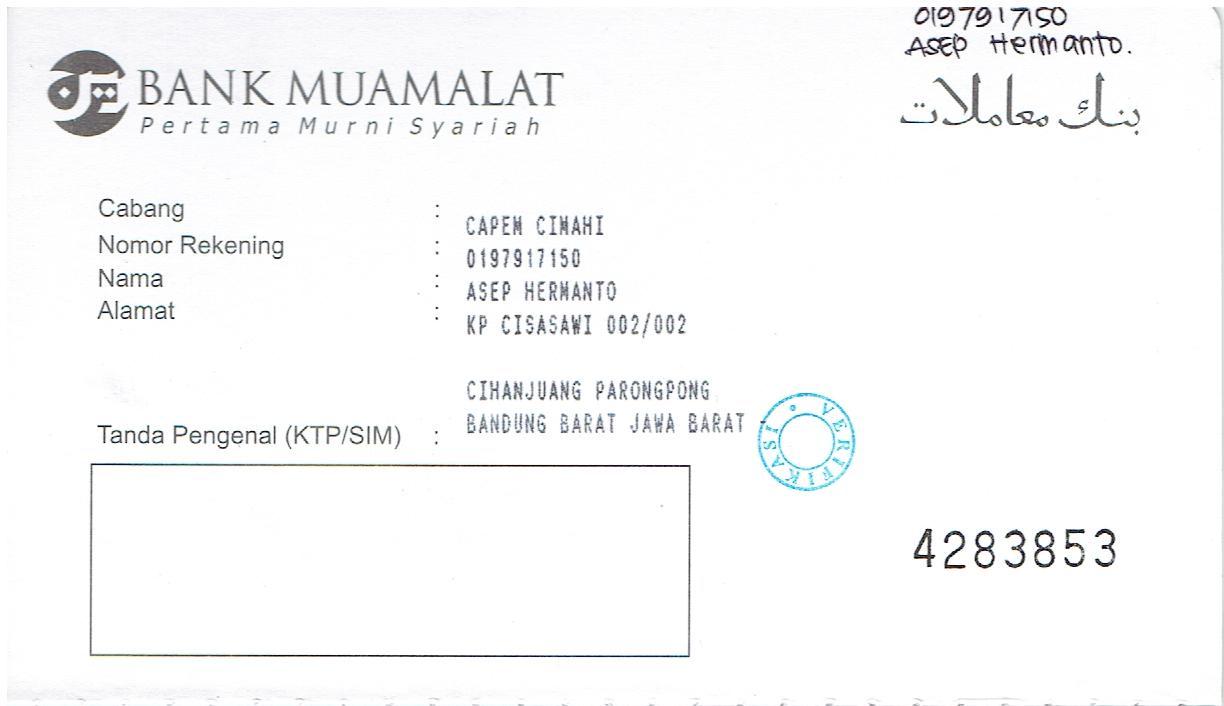 0197917150
ASEP Hermanto.
BANK MUAMALAT
Pertama Murni Syariah
بنك معاملات
Cabang : CAPEM CIMAHI
Nomor Rekening : 0197917150
Nama : ASEP HERMANTO
Alamat : KP CISASAWI 002/002
CIHANJUANG PARONGPONG
BANDUNG BARAT JAWA BARAT
Tanda Pengenal (KTP/SIM) :
VERIFIKASI
4283853